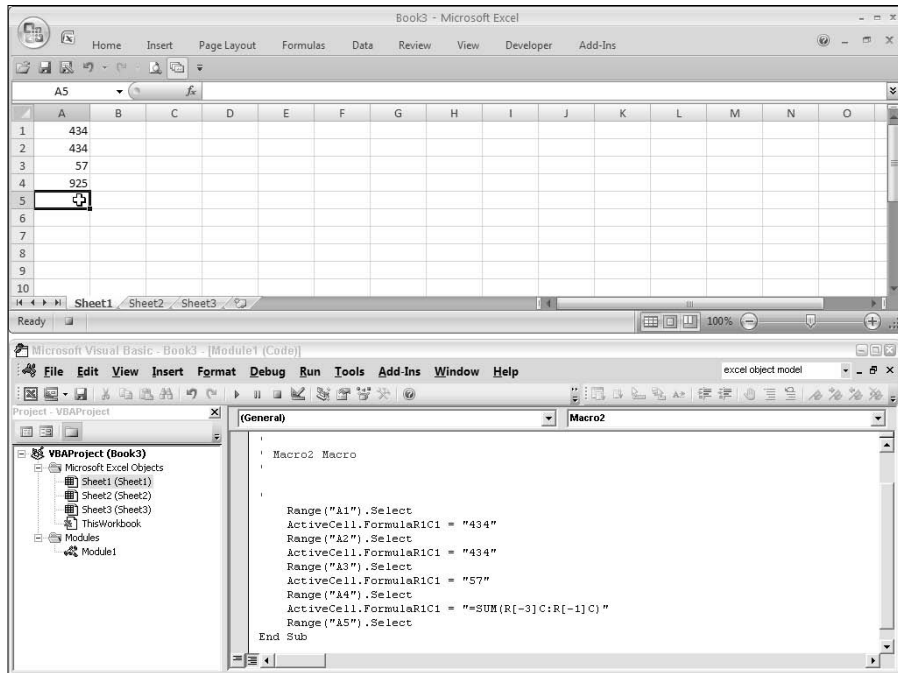 Book3 - Microsoft Excel
Home Insert Page Layout Formulas Data Review View Developer Add-Ins
A5 fx
A B C D E F G H I J K L M N O
1 434
2 434
3 57
4 925
5
6
7
8
9
10
Sheet1 Sheet2 Sheet3
Ready 100%
Microsoft Visual Basic - Book3 - [Module1 (Code)]
File Edit View Insert Format Debug Run Tools Add-Ins Window Help excel object model
Project - VBAProject
(General) Macro2
VBAProject (Book3)
Microsoft Excel Objects
Sheet1 (Sheet1)
Sheet2 (Sheet2)
Sheet3 (Sheet3)
ThisWorkbook
Modules
Module1
'
' Macro2 Macro
'
'
Range("A1").Select
ActiveCell.FormulaR1C1 = "434"
Range("A2").Select
ActiveCell.FormulaR1C1 = "434"
Range("A3").Select
ActiveCell.FormulaR1C1 = "57"
Range("A4").Select
ActiveCell.FormulaR1C1 = "=SUM(R[-3]C:R[-1]C)"
Range("A5").Select
End Sub